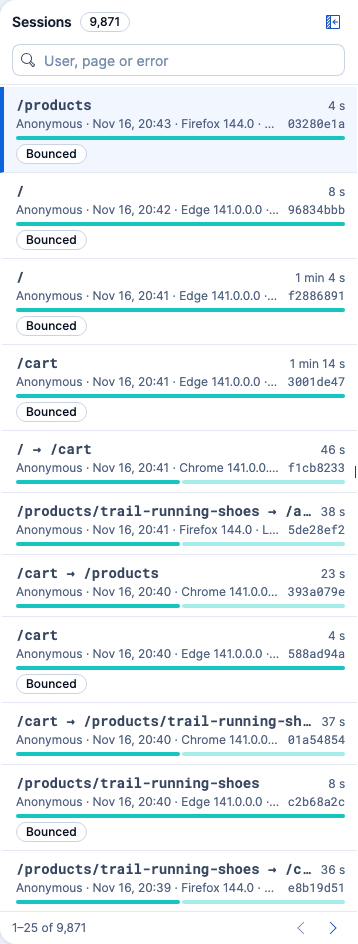 Sessions 9,871
User, page or error
/products 4 s
Anonymous · Nov 16, 20:43 · Firefox 144.0 · ... 03280e1a
Bounced
/ 8 s
Anonymous · Nov 16, 20:42 · Edge 141.0.0.0 ·... 96834bbb
Bounced
/ 1 min 4 s
Anonymous · Nov 16, 20:41 · Edge 141.0.0.0 ·... f2886891
Bounced
/cart 1 min 14 s
Anonymous · Nov 16, 20:41 · Edge 141.0.0.0 ·... 3001de47
Bounced
/ → /cart 46 s
Anonymous · Nov 16, 20:41 · Chrome 141.0.0.... f1cb8233
/products/trail-running-shoes → /a... 38 s
Anonymous · Nov 16, 20:41 · Firefox 144.0 · L... 5de28ef2
/cart → /products 23 s
Anonymous · Nov 16, 20:40 · Chrome 141.0.0... 393a079e
/cart 4 s
Anonymous · Nov 16, 20:40 · Edge 141.0.0.0 ·... 588ad94a
Bounced
/cart → /products/trail-running-sh... 37 s
Anonymous · Nov 16, 20:40 · Chrome 141.0.0... 01a54854
/products/trail-running-shoes 8 s
Anonymous · Nov 16, 20:40 · Edge 141.0.0.0 ·... c2b68a2c
Bounced
/products/trail-running-shoes → /c... 36 s
Anonymous · Nov 16, 20:39 · Firefox 144.0 · ... e8b19d51
1–25 of 9,871